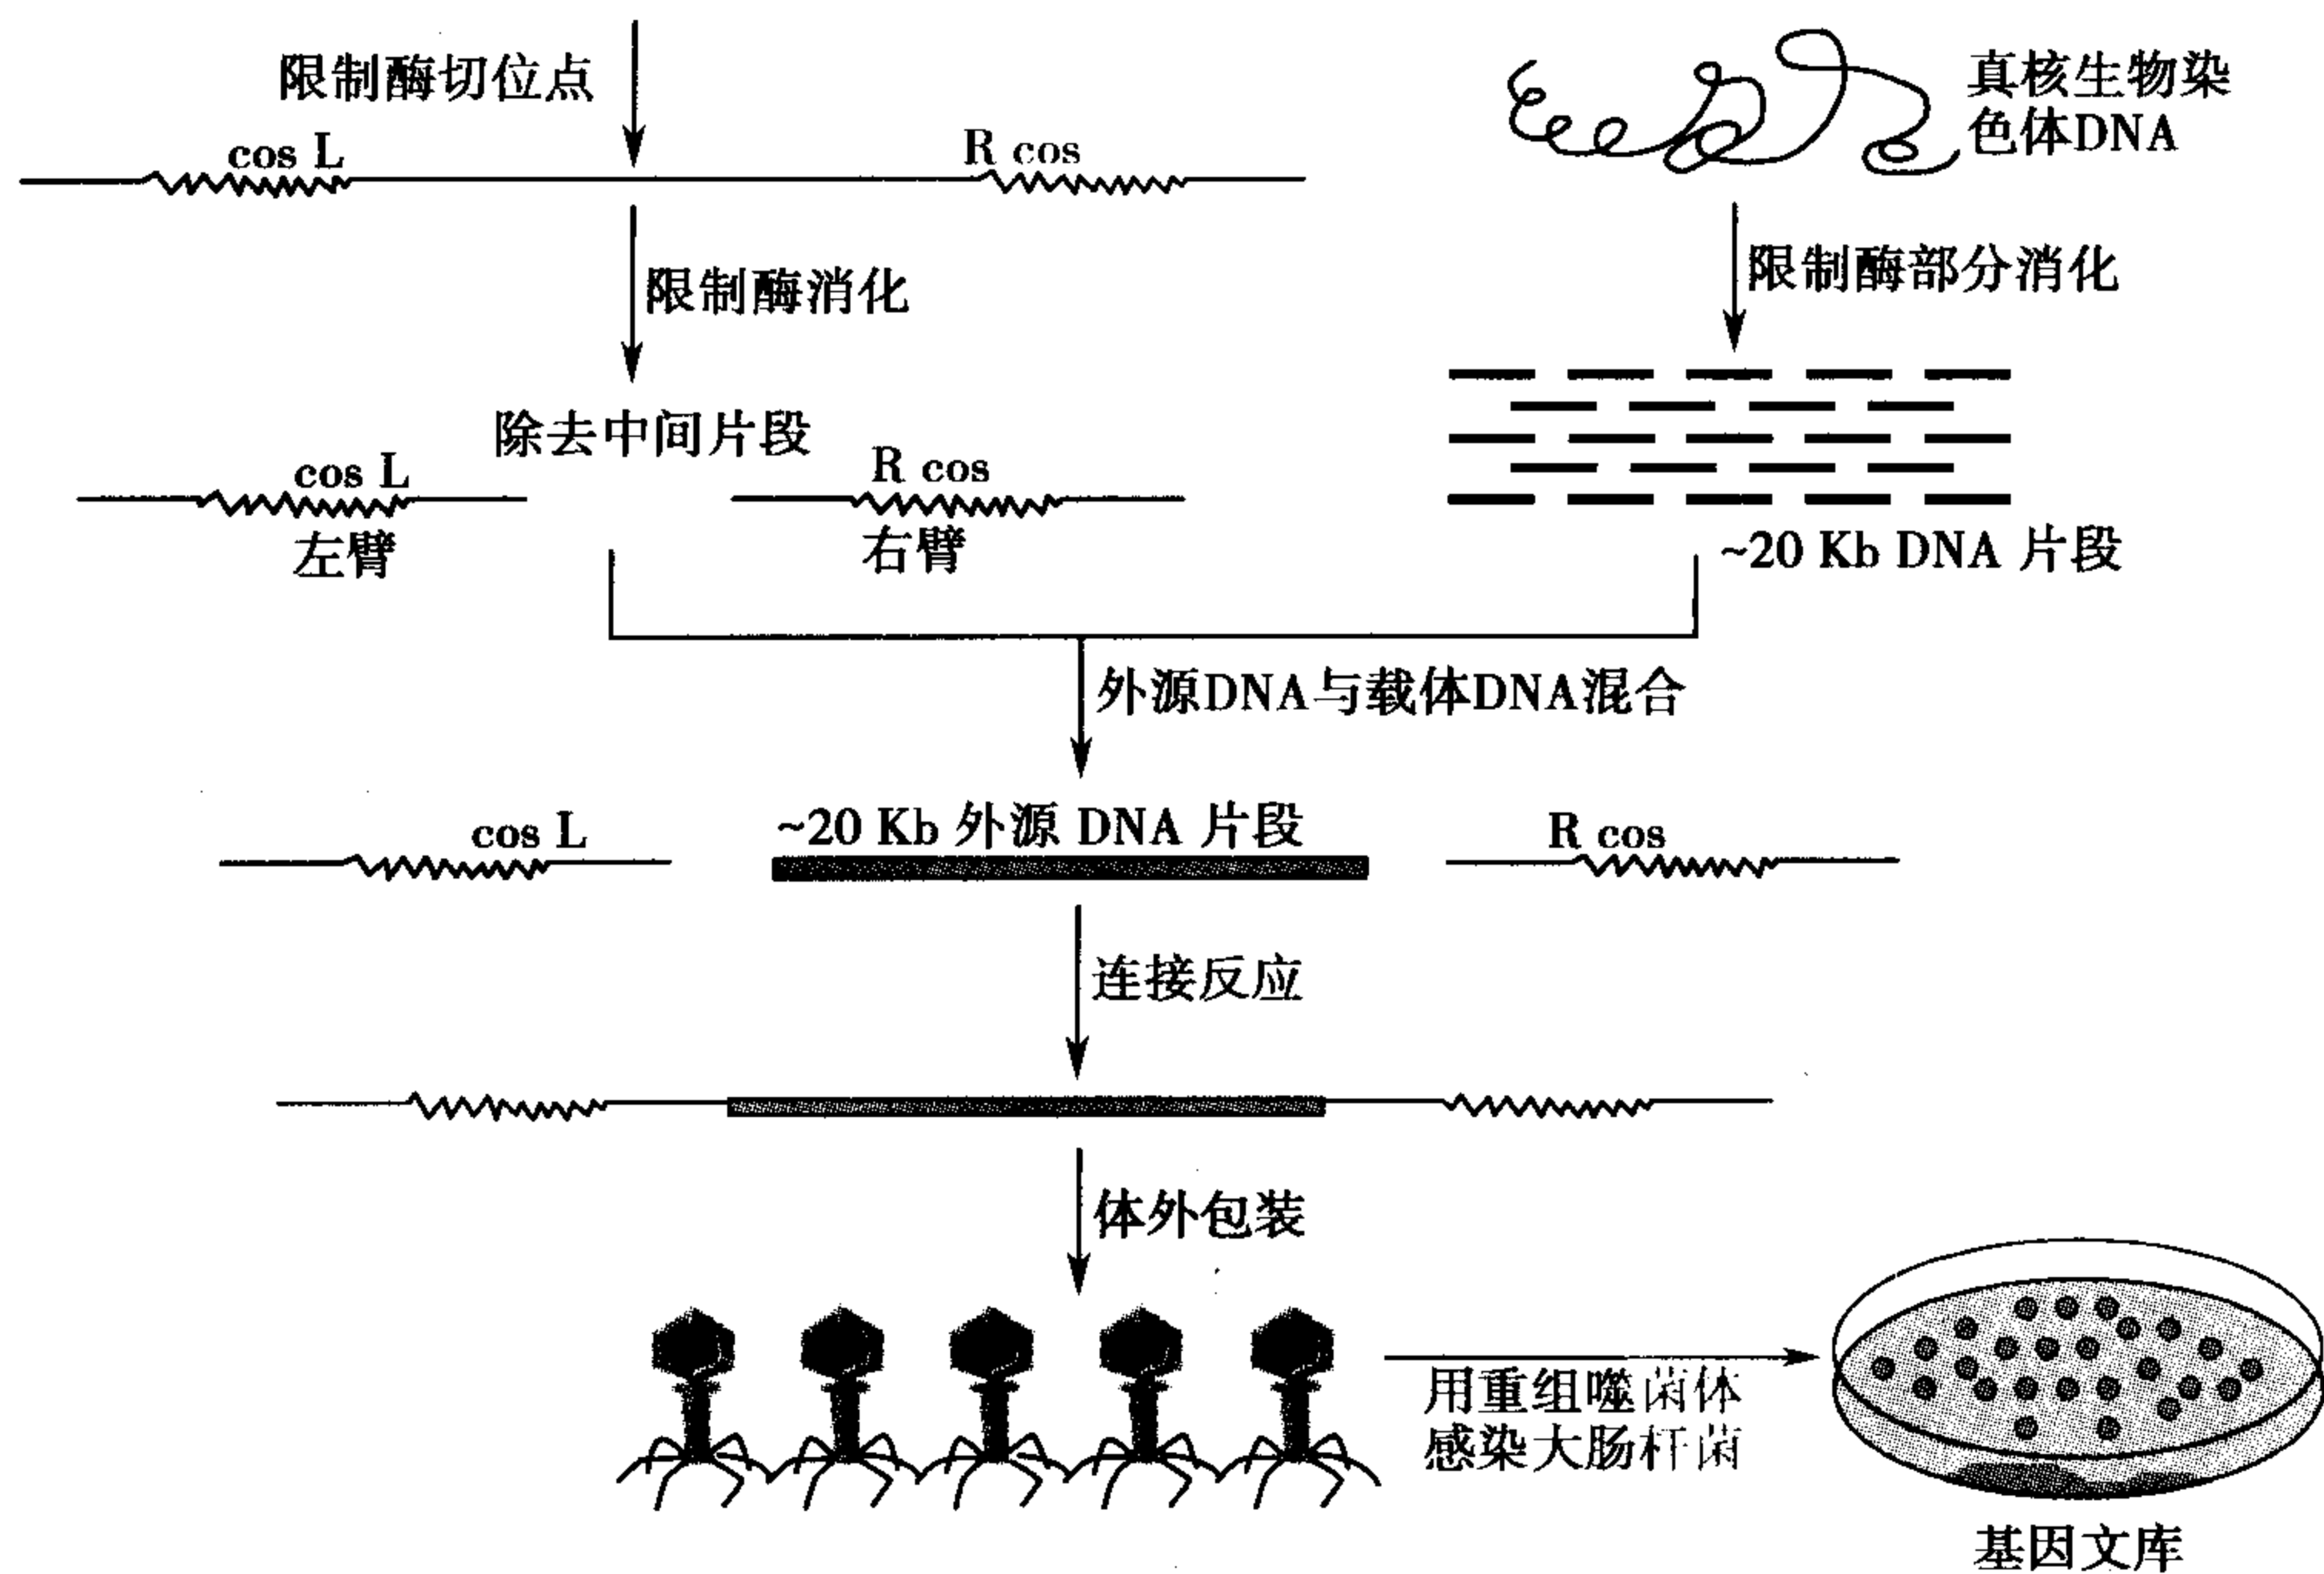 限制酶切位点
cos L
R cos
真核生物染
色体DNA
限制酶消化
限制酶部分消化
除去中间片段
cos L
R cos
左臂
右臂
~20 Kb DNA 片段
外源DNA与载体DNA混合
cos L
~20 Kb 外源 DNA 片段
R cos
连接反应
体外包装
用重组噬菌体
感染大肠杆菌
基因文库